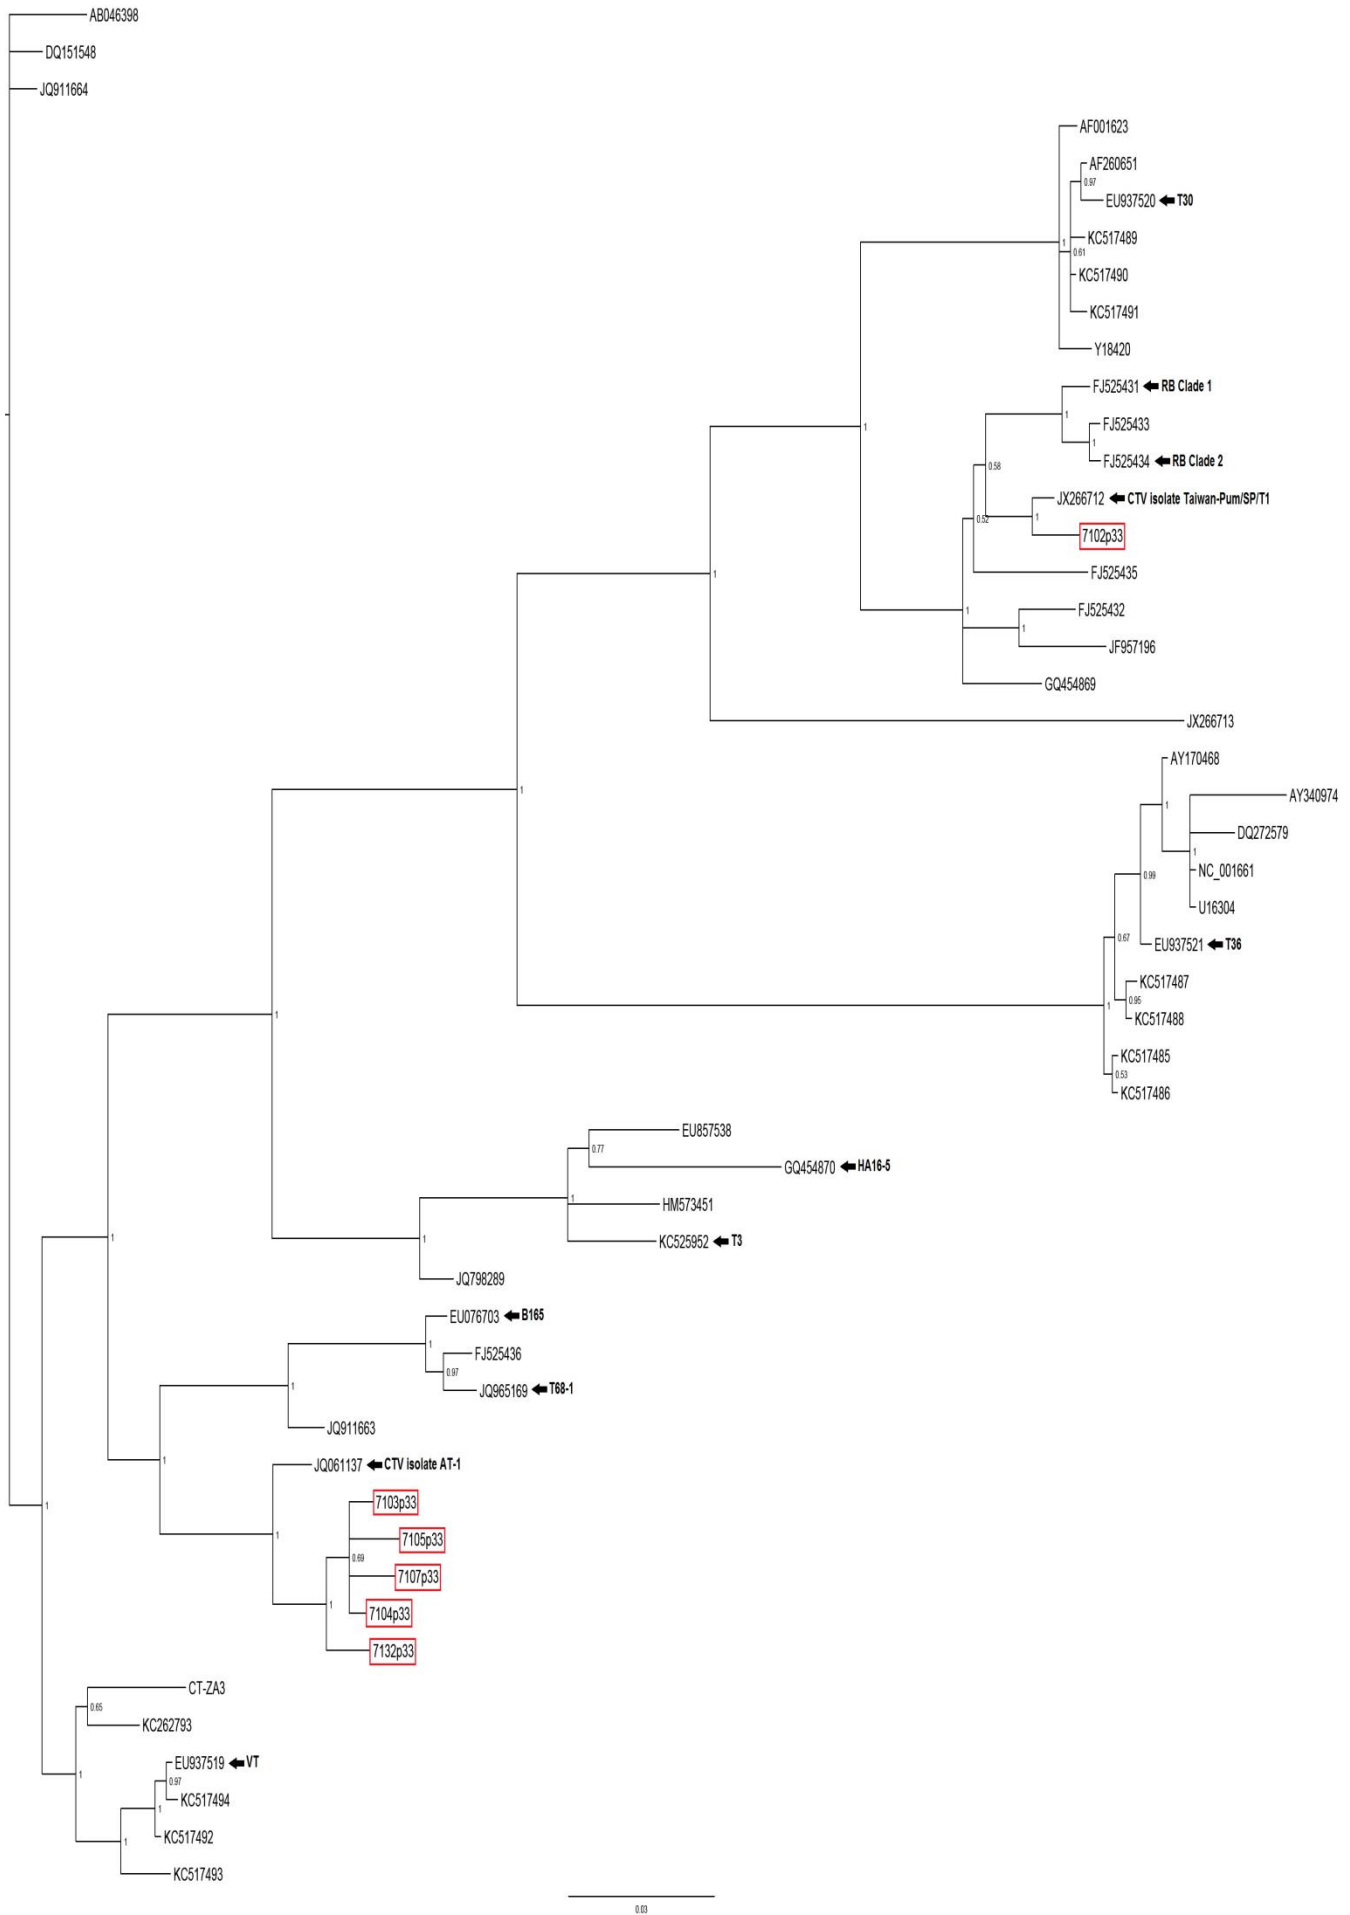 AB046398
DQ151548
JQ911664
AF001623
AF260651
0.97
EU937520 T30
KC517489
1
0.61
KC517490
KC517491
Y18420
FJ525431 RB Clade 1
1
FJ525433
1
1
FJ525434 RB Clade 2
0.58
JX266712 CTV isolate Taiwan-Pum/SP/T1
1
0.52
7102p33
FJ525435
1
FJ525432
1
1
JF957196
GQ454869
JX266713
AY170468
1
AY340974
1
DQ272579
1
NC_001661
0.99
U16304
0.67
EU937521 T36
KC517487
0.95
1
KC517488
1
KC517485
0.53
KC517486
EU857538
0.77
GQ454870 HA16-5
1
HM573451
1
1
KC525952 T3
JQ798289
EU076703 B165
1
FJ525436
0.97
1
JQ965169 T68-1
JQ911663
1
JQ061137 CTV isolate AT-1
7103p33
1
1
7105p33
0.69
7107p33
1
7104p33
7132p33
CT-ZA3
0.65
KC262793
EU937519 VT
1
0.97
KC517494
1
KC517492
1
KC517493
0.03